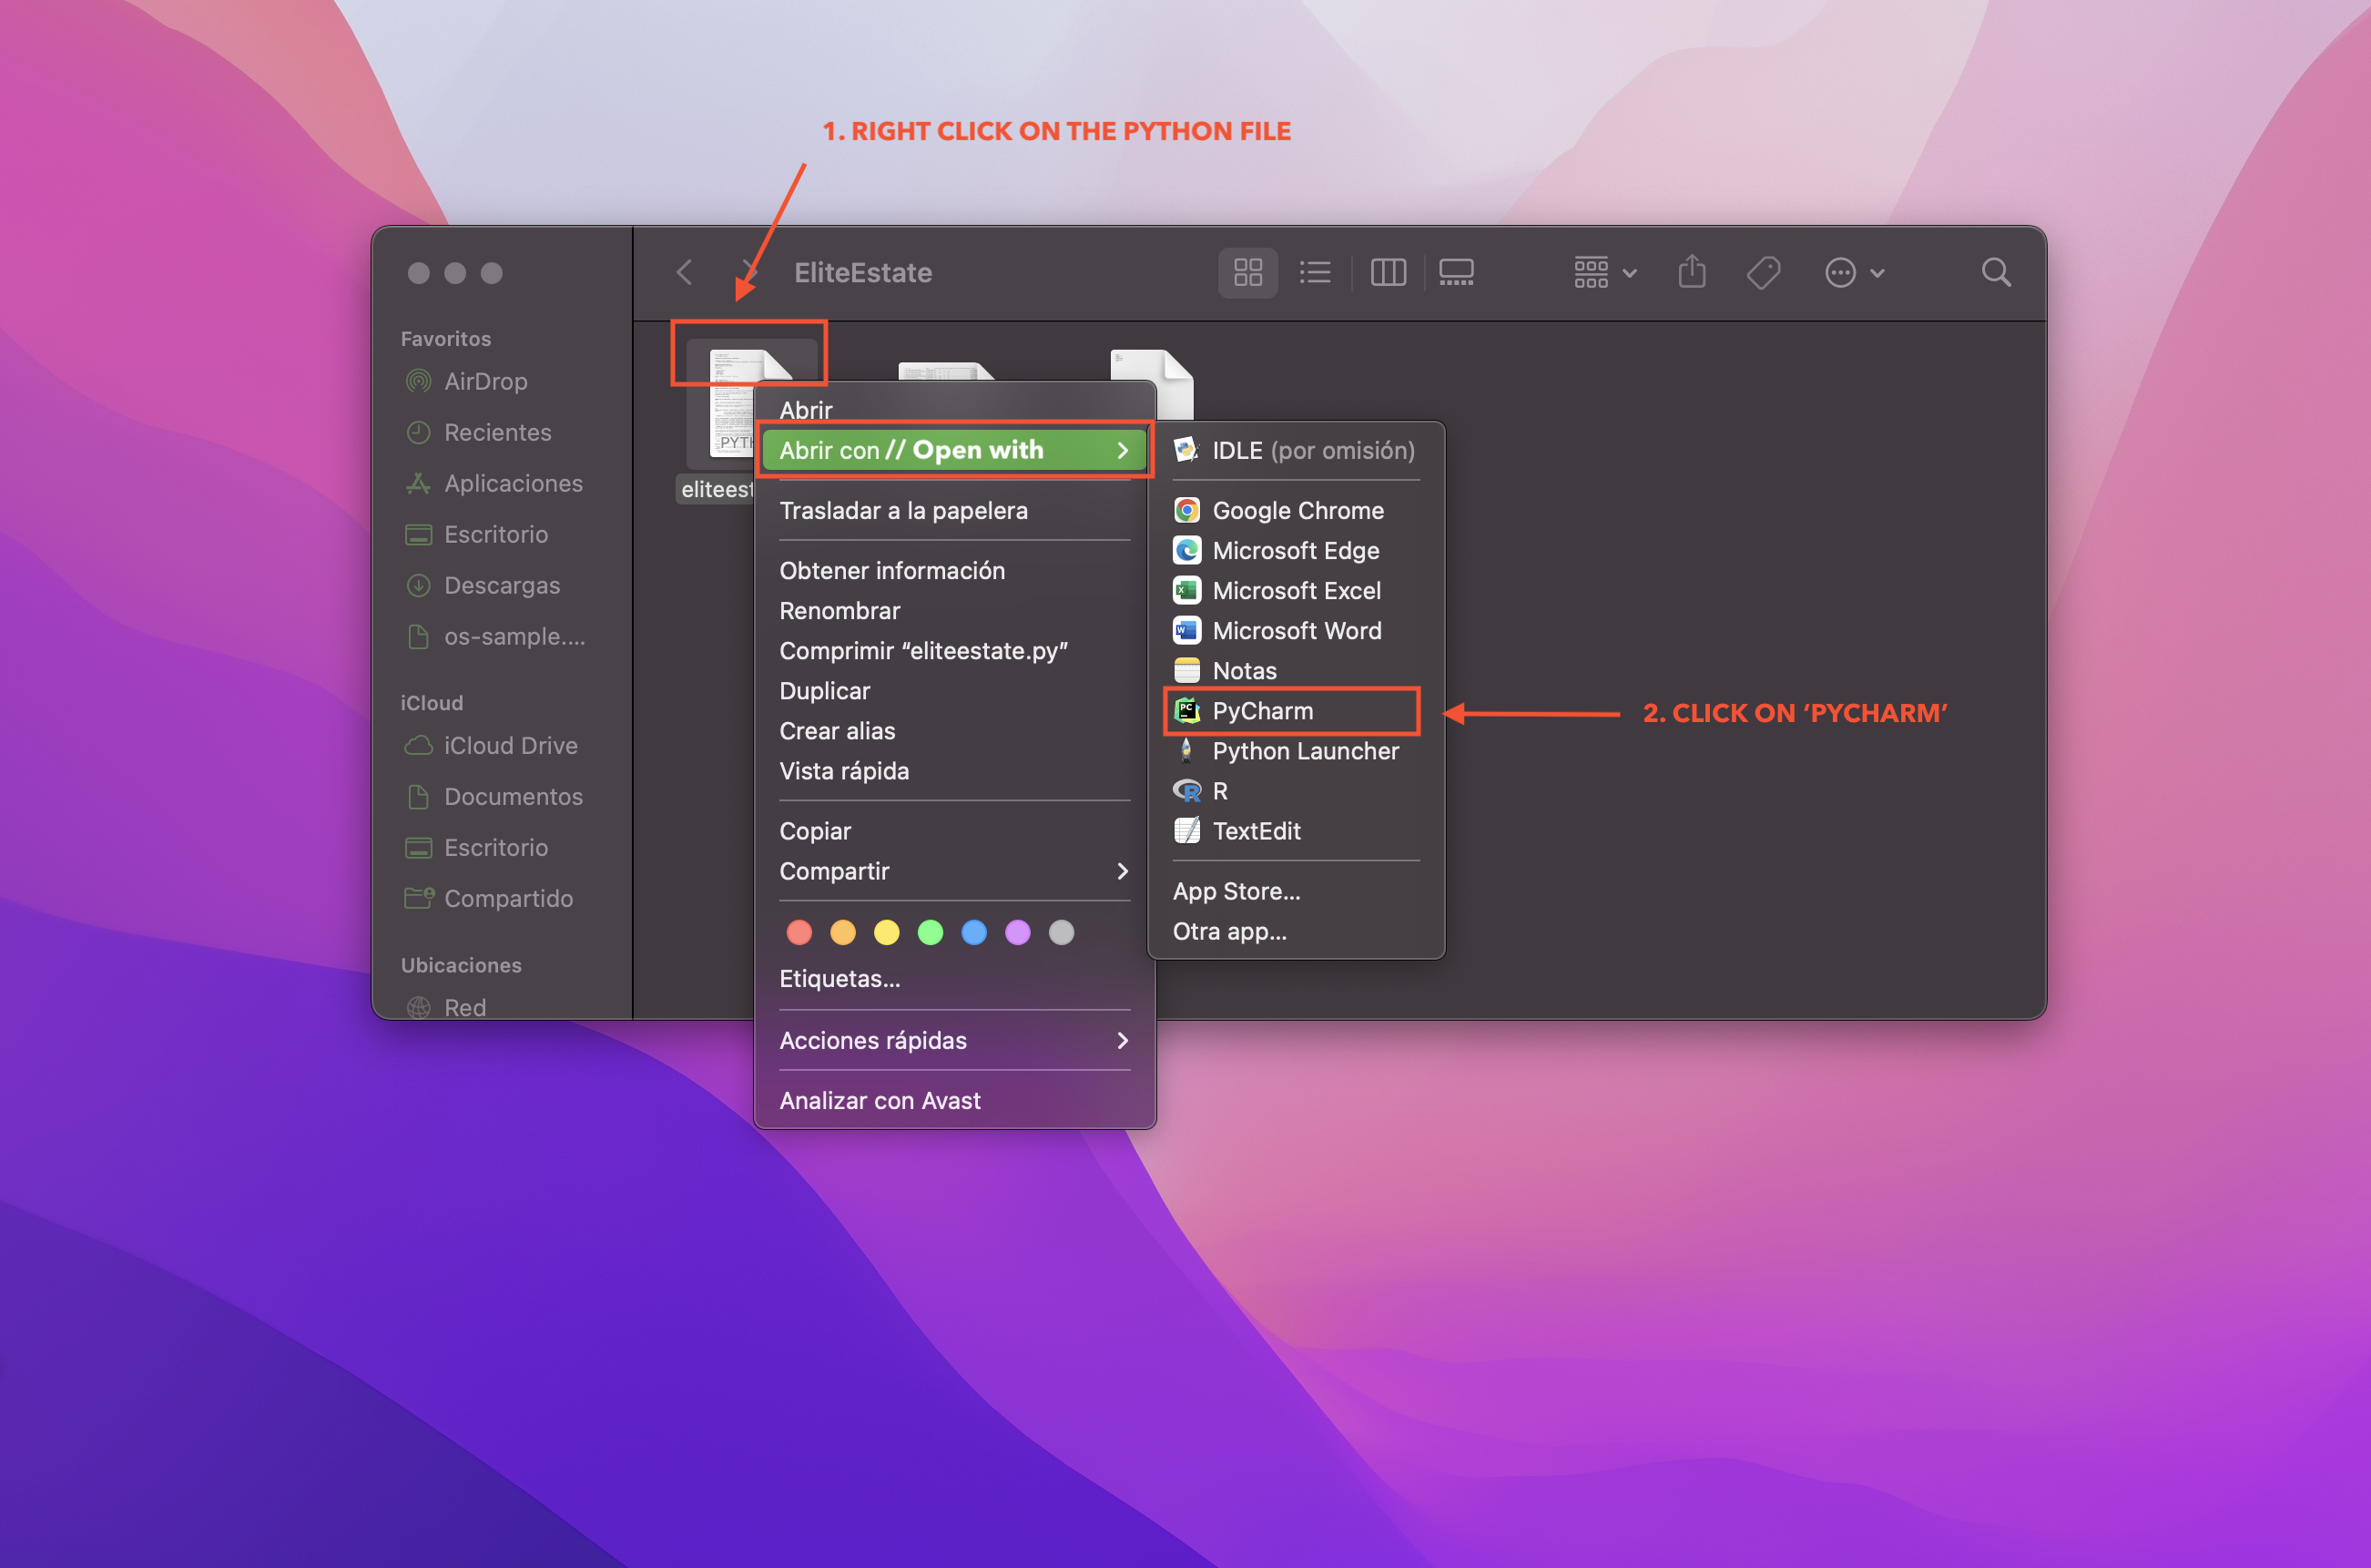 1. RIGHT CLICK ON THE PYTHON FILE
EliteEstate
Favoritos
AirDrop
Recientes
Aplicaciones
Escritorio
Descargas
os-sample....
iCloud
iCloud Drive
Documentos
Escritorio
Compartido
Ubicaciones
Red
PYTH
eliteest
Abrir
Abrir con // Open with
Trasladar a la papelera
Obtener información
Renombrar
Comprimir “eliteestate.py”
Duplicar
Crear alias
Vista rápida
Copiar
Compartir
Etiquetas...
Acciones rápidas
Analizar con Avast
IDLE (por omisión)
Google Chrome
Microsoft Edge
Microsoft Excel
Microsoft Word
Notas
PyCharm
Python Launcher
R
TextEdit
App Store...
Otra app...
2. CLICK ON ‘PYCHARM’